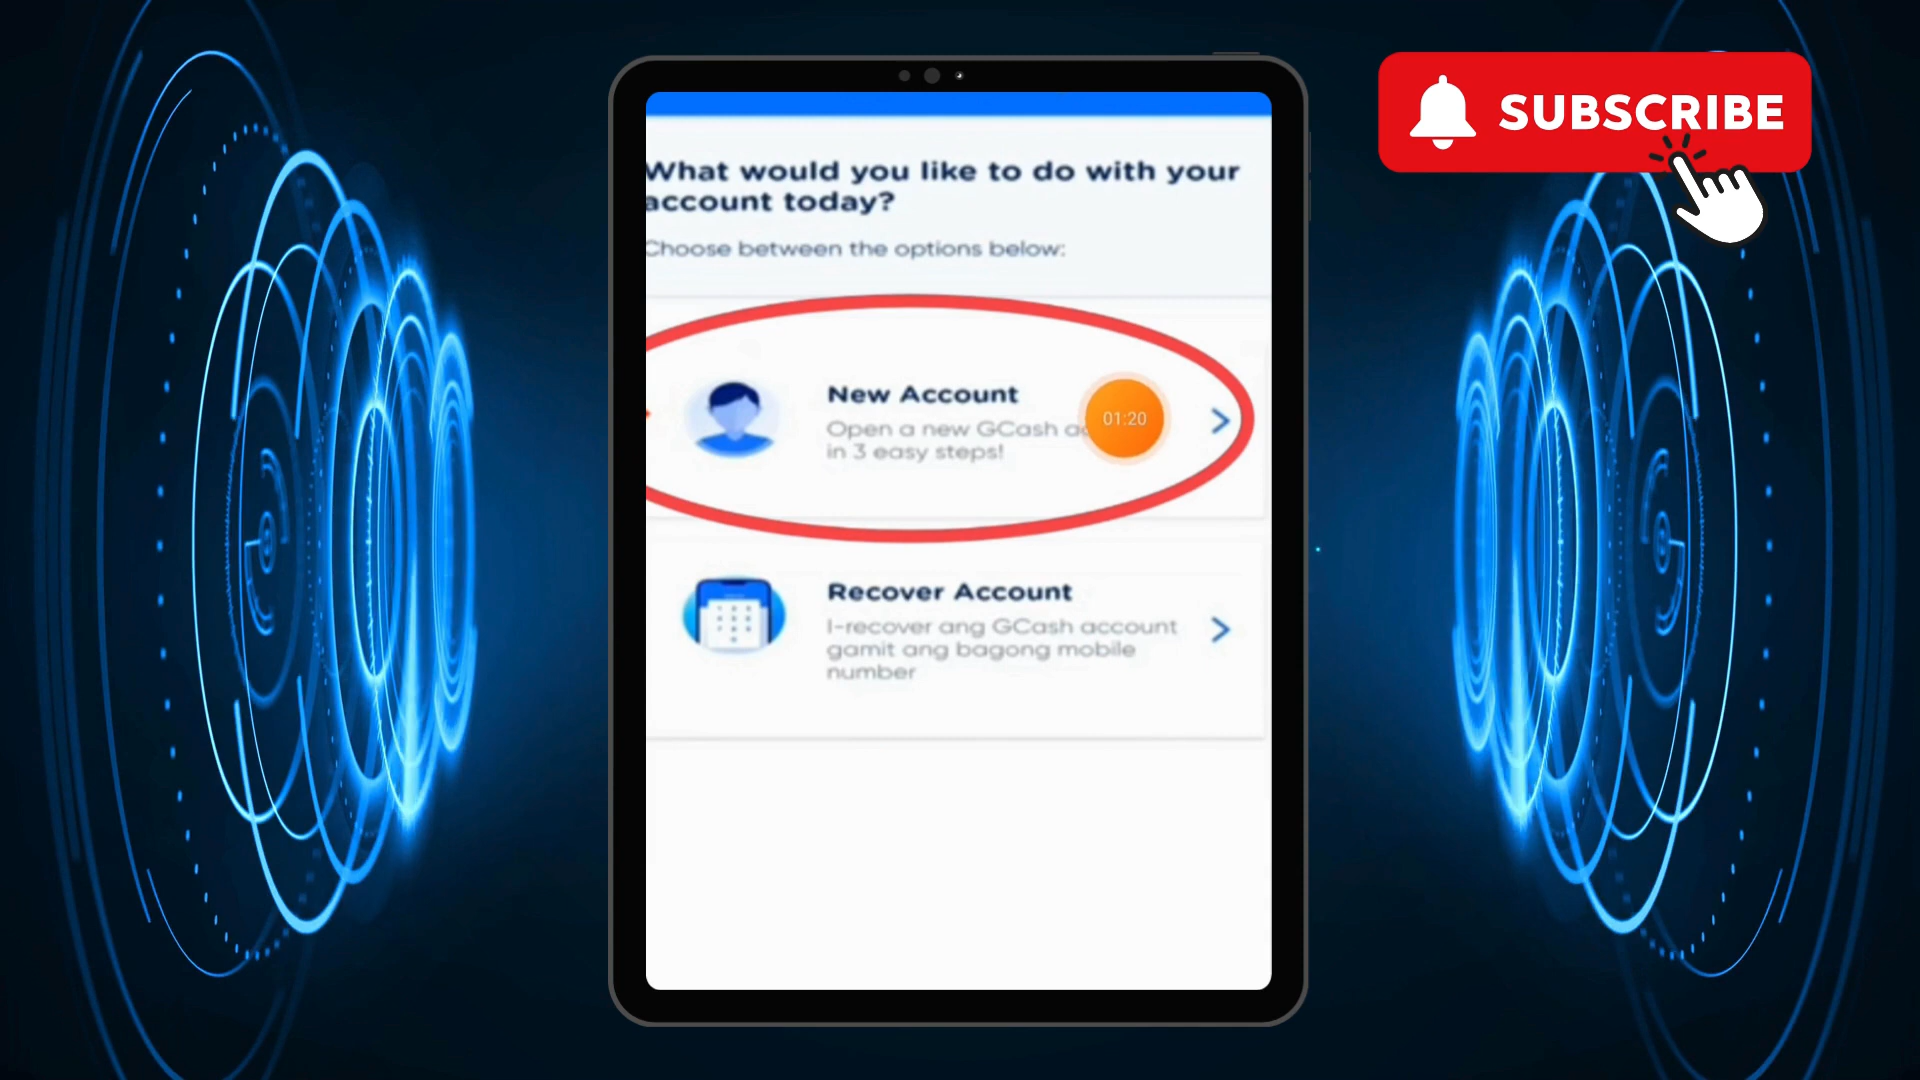 SUBSCRIBE
What would you like to do with your
account today?
Choose between the options below:
New Account
Open a new GCash
in 3 easy steps!
01:20
Recover Account
I-recover ang GCash account
gamit ang bagong mobile
number